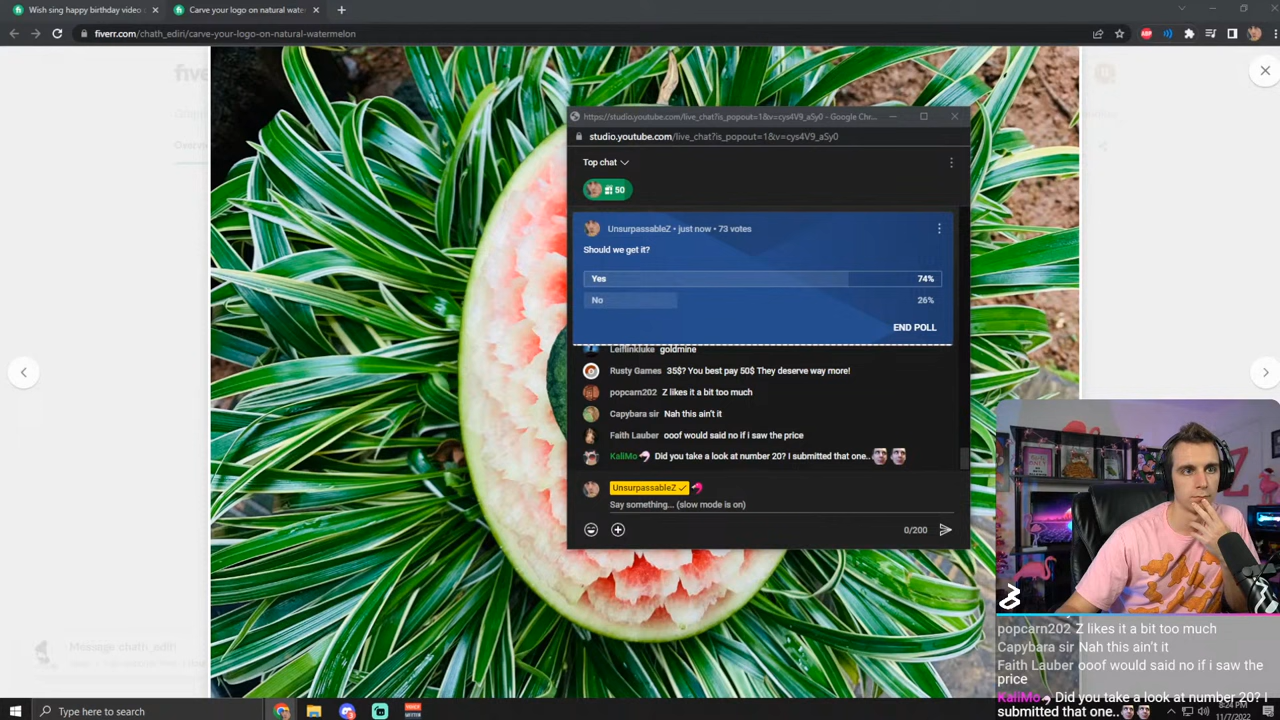 Wish sing happy birthday video
Carve your logo on natural wate
fiverr.com/chath_ediri/carve-your-logo-on-natural-watermelon
https://studio.youtube.com/live_chat?is_popout=1&v=cys4V9_aSy0 - Google Chr...
studio.youtube.com/live_chat?is_popout=1&v=cys4V9_aSy0
Top chat
50
UnsurpassableZ • just now • 73 votes
Should we get it?
Yes 74%
No 26%
END POLL
Leiflinkluke goldmine
Rusty Games 35$? You best pay 50$ They deserve way more!
popcarn202 Z likes it a bit too much
Capybara sir Nah this ain't it
Faith Lauber ooof would said no if i saw the price
KaliMo Did you take a look at number 20? I submitted that one..
UnsurpassableZ
Say something... (slow mode is on)
0/200
Message chath_ediri
popcarn202 Z likes it a bit too much
Capybara sir Nah this ain't it
Faith Lauber ooof would said no if i saw the
price
KaliMo Did you take a look at number 20? I
submitted that one..
Type here to search
8:24 PM
11/7/2022